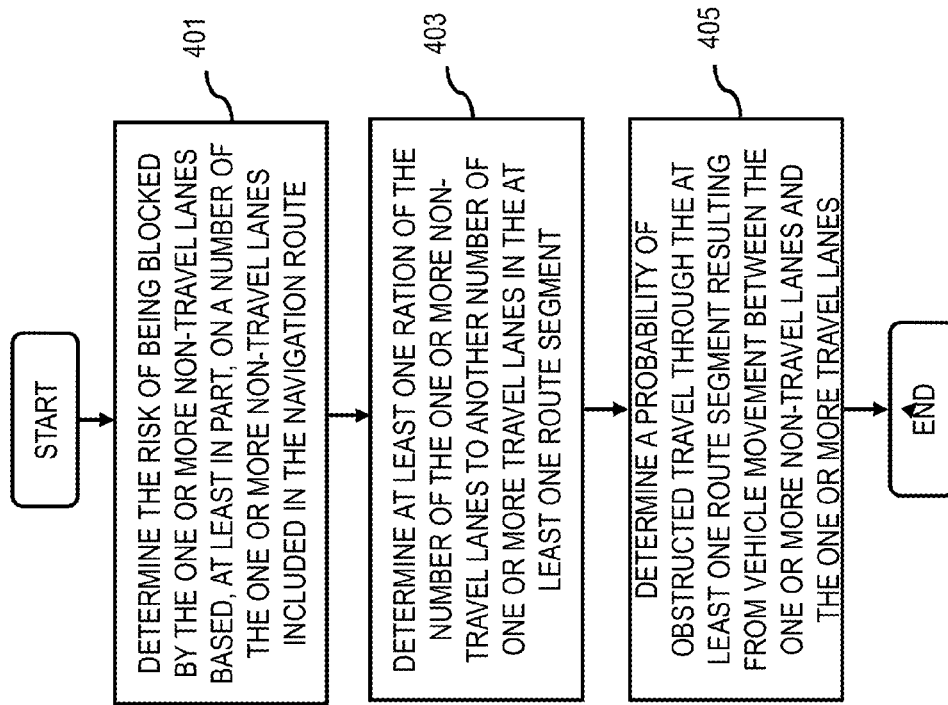 START
401
DETERMINE THE RISK OF BEING BLOCKED
BY THE ONE OR MORE NON-TRAVEL LANES
BASED, AT LEAST IN PART, ON A NUMBER OF
THE ONE OR MORE NON-TRAVEL LANES
INCLUDED IN THE NAVIGATION ROUTE
403
DETERMINE AT LEAST ONE RATION OF THE
NUMBER OF THE ONE OR MORE NON-
TRAVEL LANES TO ANOTHER NUMBER OF
ONE OR MORE TRAVEL LANES IN THE AT
LEAST ONE ROUTE SEGMENT
405
DETERMINE A PROBABILITY OF
OBSTRUCTED TRAVEL THROUGH THE AT
LEAST ONE ROUTE SEGMENT RESULTING
FROM VEHICLE MOVEMENT BETWEEN THE
ONE OR MORE NON-TRAVEL LANES AND
THE ONE OR MORE TRAVEL LANES
END